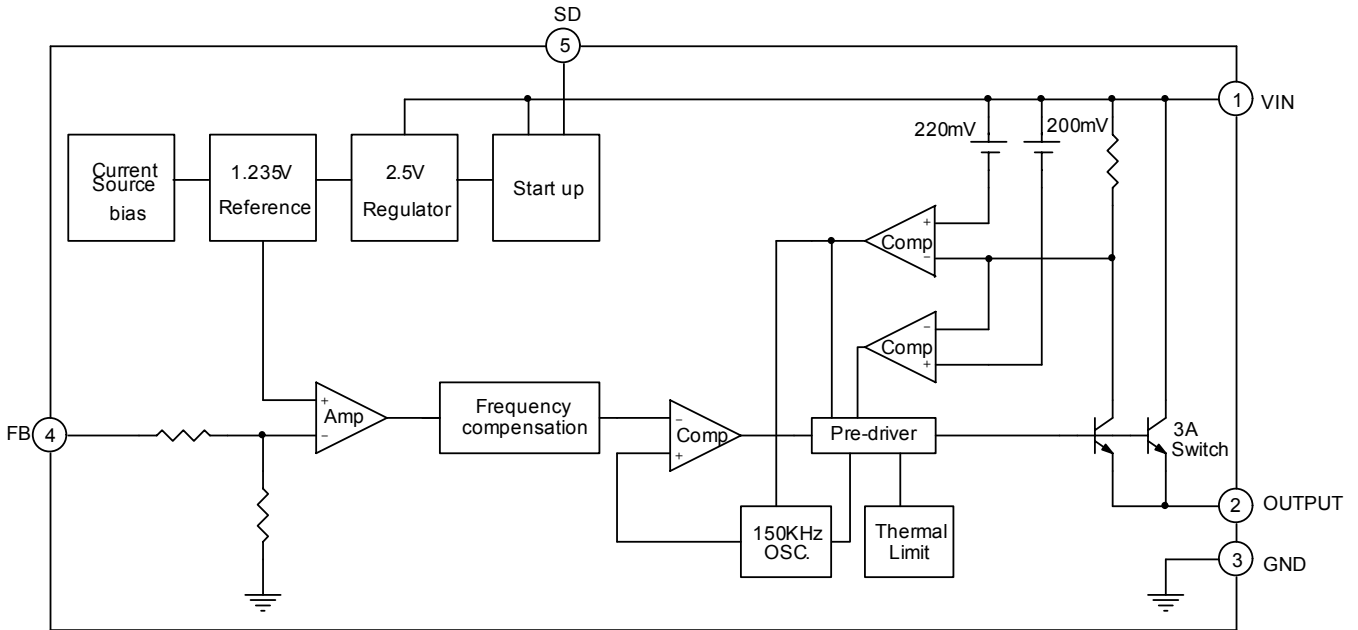 SD
5
1
VIN
220mV
200mV
Current
Source
bias
1.235V
Reference
2.5V
Regulator
Start up
+
Comp
−
−
Comp
+
FB
4
+
Amp
−
Frequency
compensation
−
Comp
+
Pre-driver
3A
Switch
150KHz
OSC.
Thermal
Limit
2
OUTPUT
3
GND